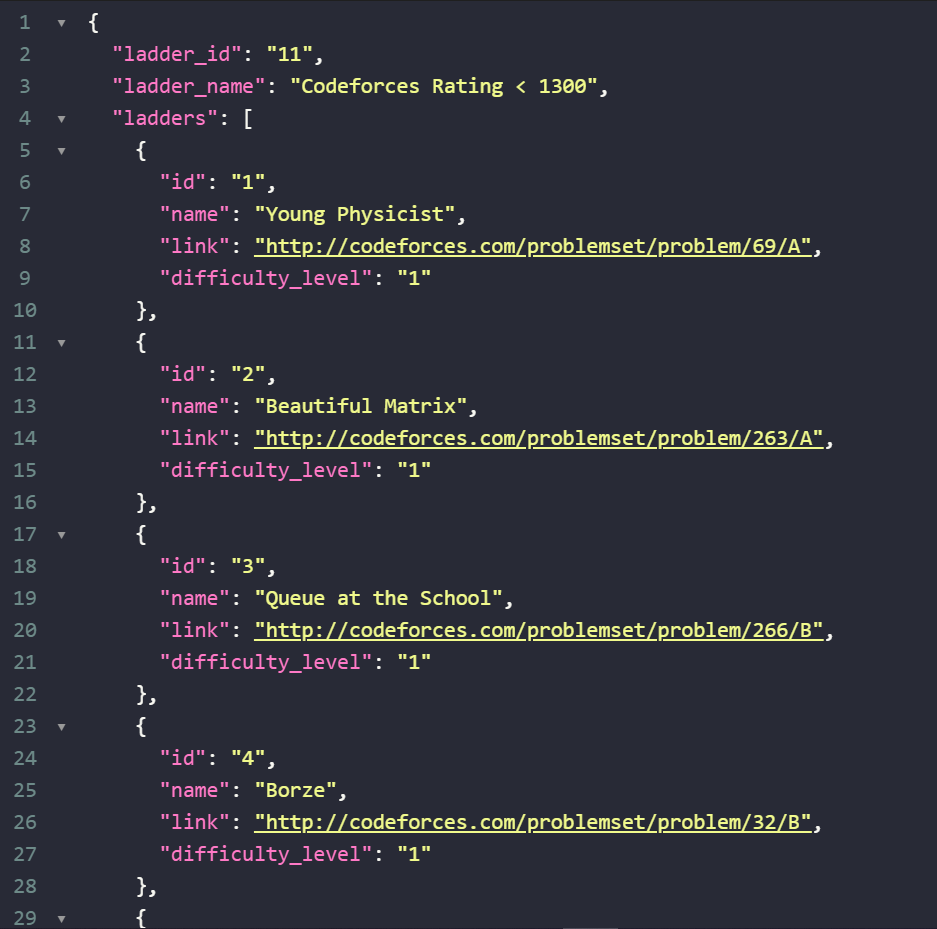 1 {
2 "ladder_id": "11",
3 "ladder_name": "Codeforces Rating < 1300",
4 "ladders": [
5 {
6 "id": "1",
7 "name": "Young Physicist",
8 "link": "http://codeforces.com/problemset/problem/69/A",
9 "difficulty_level": "1"
10 },
11 {
12 "id": "2",
13 "name": "Beautiful Matrix",
14 "link": "http://codeforces.com/problemset/problem/263/A",
15 "difficulty_level": "1"
16 },
17 {
18 "id": "3",
19 "name": "Queue at the School",
20 "link": "http://codeforces.com/problemset/problem/266/B",
21 "difficulty_level": "1"
22 },
23 {
24 "id": "4",
25 "name": "Borze",
26 "link": "http://codeforces.com/problemset/problem/32/B",
27 "difficulty_level": "1"
28 },
29 {